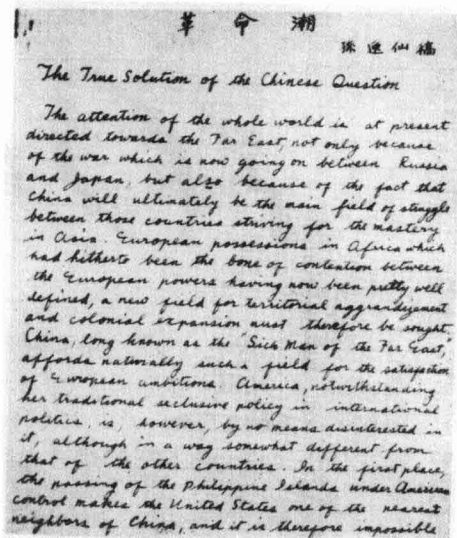 革命潮
孫逸仙稿
The True Solution of the Chinese Question
The attention of the whole world is at present
directed towards the Far East, not only because
of the war which is now going on between Russia
and Japan, but also because of the fact that
China will ultimately be the main field of struggle
between those countries striving for the mastery
in Asia. European possessions in Africa which
had hitherto been the bone of contention between
the European powers having now been pretty well
defined, a new field for territorial aggrandizement
and colonial expansion must therefore be sought.
China, long known as the "Sick Man of the Far East,"
affords naturally such a field for the satisfaction
of European ambitions. America, notwithstanding
her traditional seclusive policy in international
politics, is, however, by no means disinterested in
it, although in a way somewhat different from
that of the other countries. In the first place,
the passing of the Philippine Islands under American
control makes the United States one of the nearest
neighbors of China, and it is therefore impossible